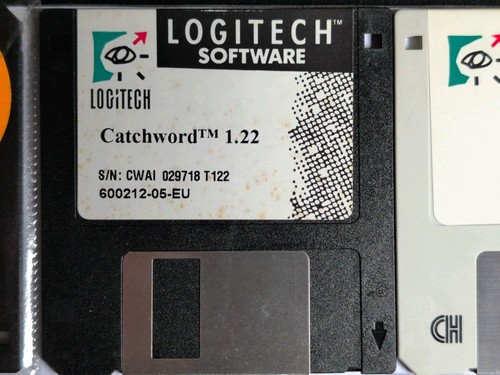 LOGITECH™
SOFTWARE
LOGITECH
Catchword™ 1.22
S/N: CWAI 029718 T122
600212-05-EU
CH